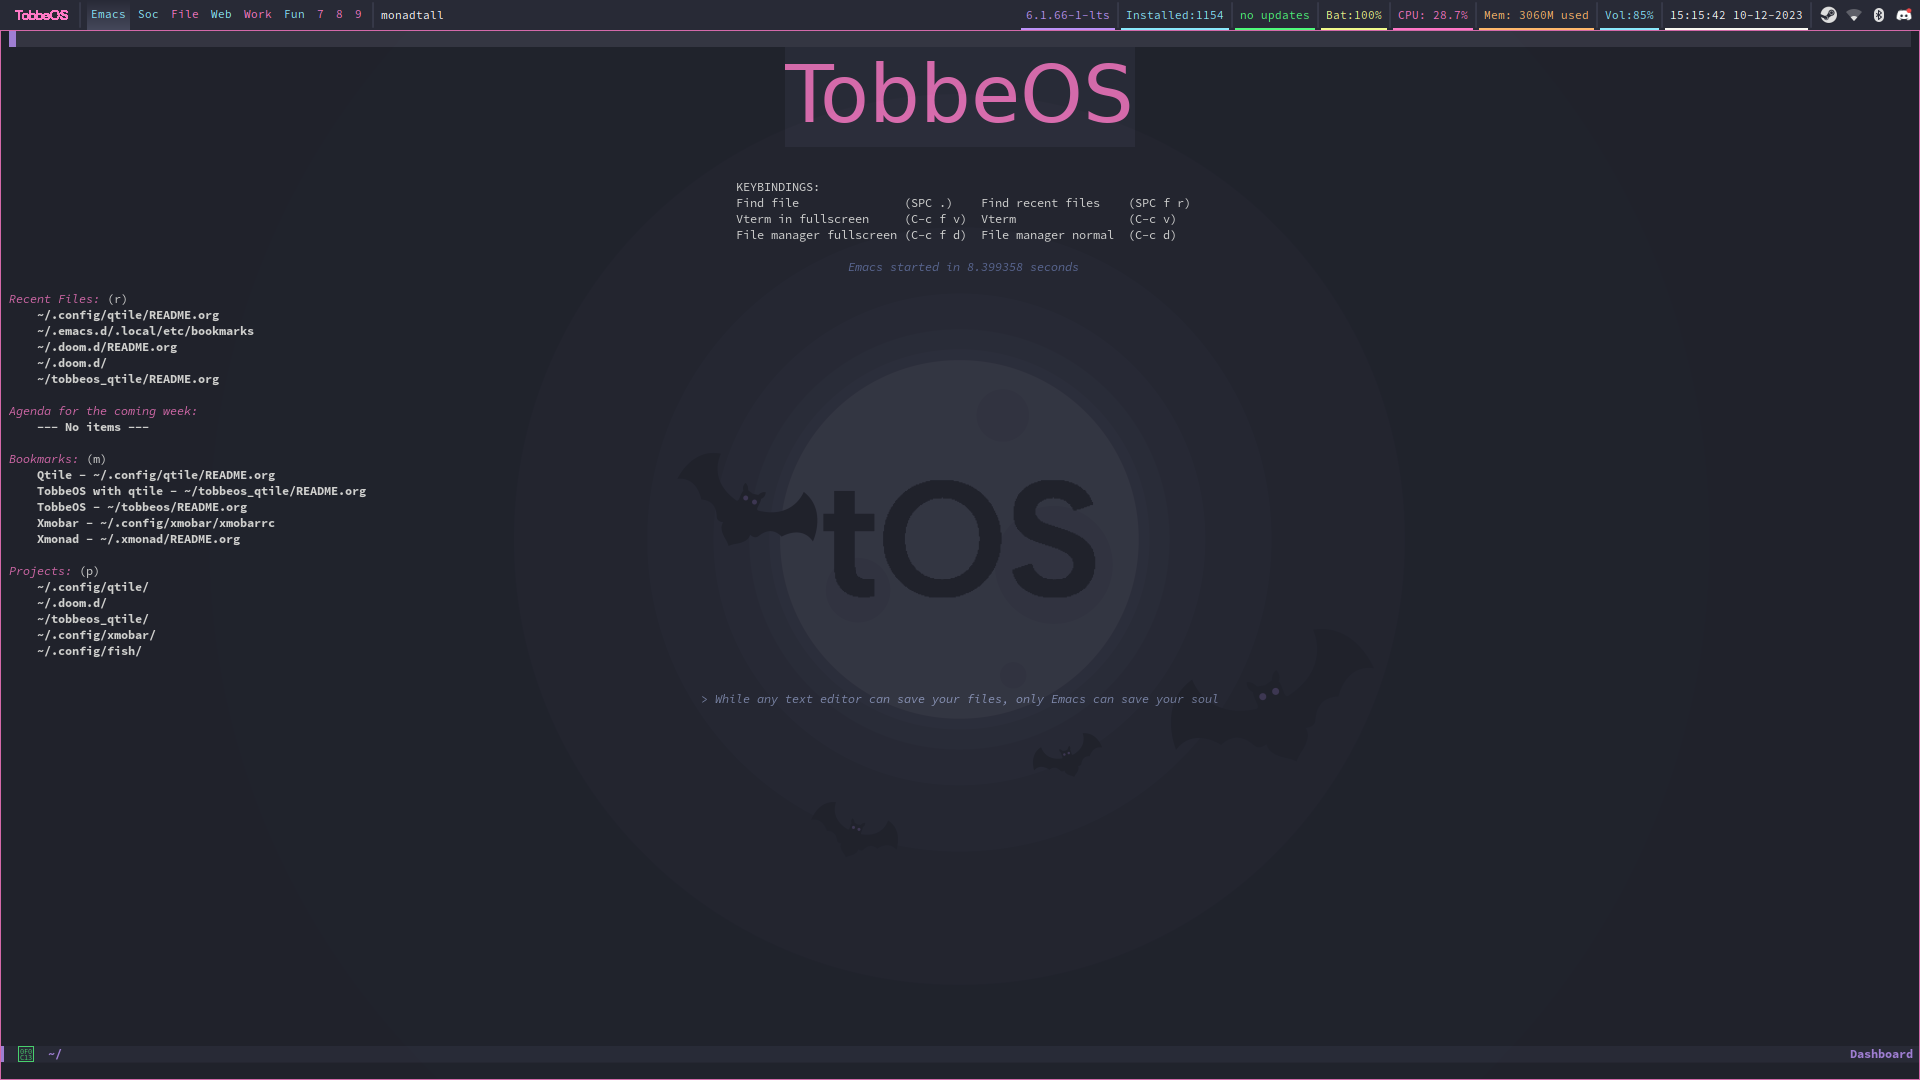 TobbeOS Emacs Soc File Web Work Fun 7 8 9 monadtall 6.1.66-1-lts Installed:1154 no updates Bat:100% CPU: 28.7% Mem: 3060M used Vol:85% 15:15:42 10-12-2023
TobbeOS
KEYBINDINGS:
Find file (SPC .) Find recent files (SPC f r)
Vterm in fullscreen (C-c f v) Vterm (C-c v)
File manager fullscreen (C-c f d) File manager normal (C-c d)
Emacs started in 8.399358 seconds
Recent Files: (r)
~/.config/qtile/README.org
~/.emacs.d/.local/etc/bookmarks
~/.doom.d/README.org
~/.doom.d/
~/tobbeos_qtile/README.org
Agenda for the coming week:
--- No items ---
Bookmarks: (m)
Qtile - ~/.config/qtile/README.org
TobbeOS with qtile - ~/tobbeos_qtile/README.org
TobbeOS - ~/tobbeos/README.org
Xmobar - ~/.config/xmobar/xmobarrc
Xmonad - ~/.xmonad/README.org
tOS
Projects: (p)
~/.config/qtile/
~/.doom.d/
~/tobbeos_qtile/
~/.config/xmobar/
~/.config/fish/
> While any text editor can save your files, only Emacs can save your soul
~/ Dashboard